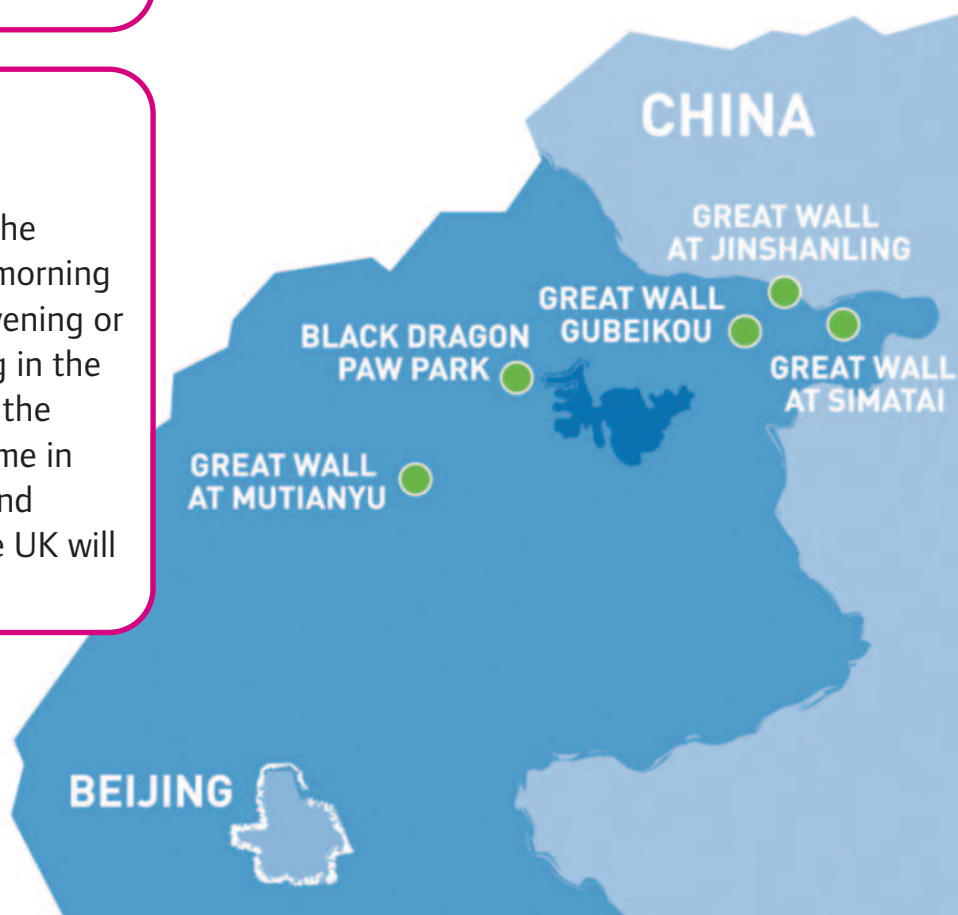 he
morning
vening or
g in the
the
me in
nd
e UK will
CHINA
GREAT WALL
AT JINSHANLING
GREAT WALL
GUBEIKOU
BLACK DRAGON
PAW PARK
GREAT WALL
AT SIMATAI
GREAT WALL
AT MUTIANYU
BEIJING